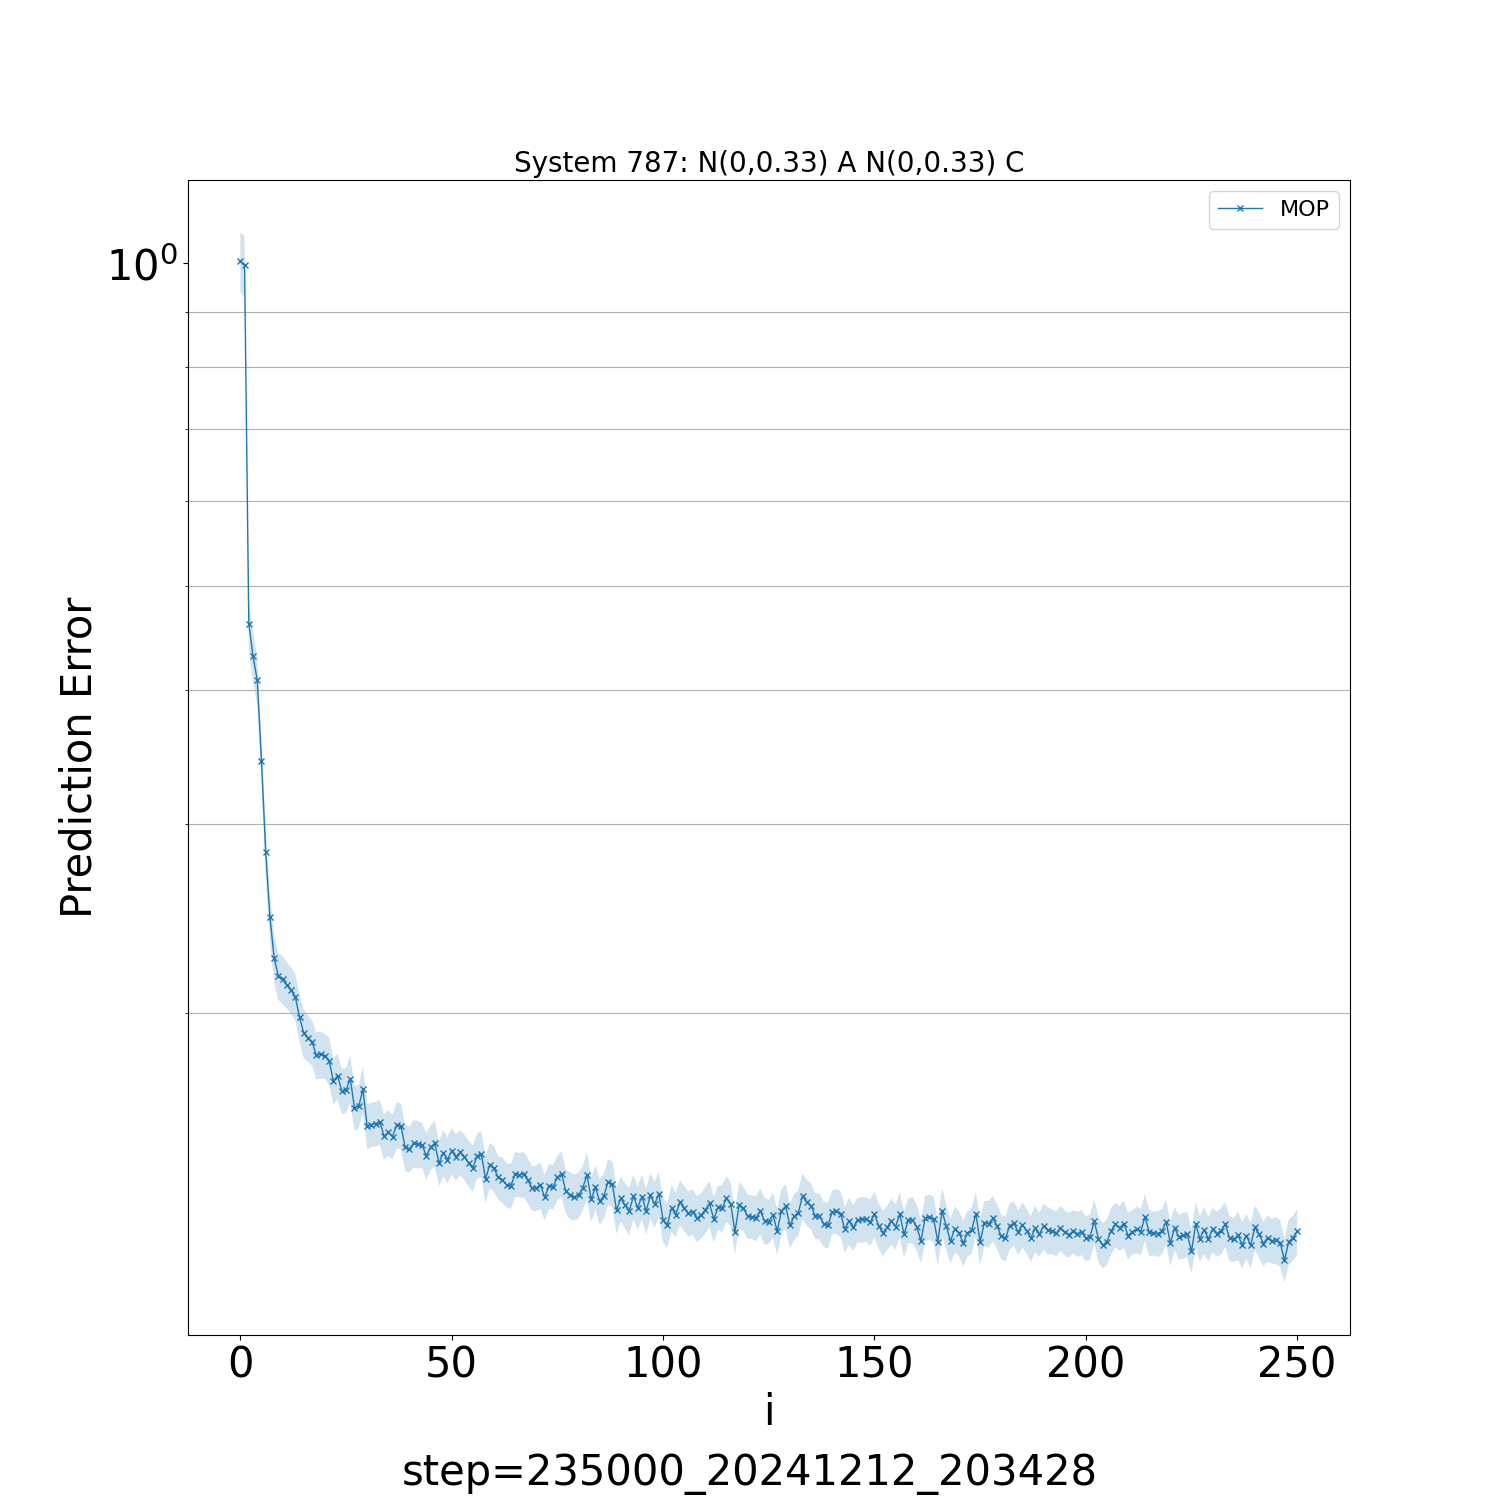 System 787: N(0,0.33) A N(0,0.33) C
MOP
10⁰
Prediction Error
0 50 100 150 200 250
i
step=235000_20241212_203428